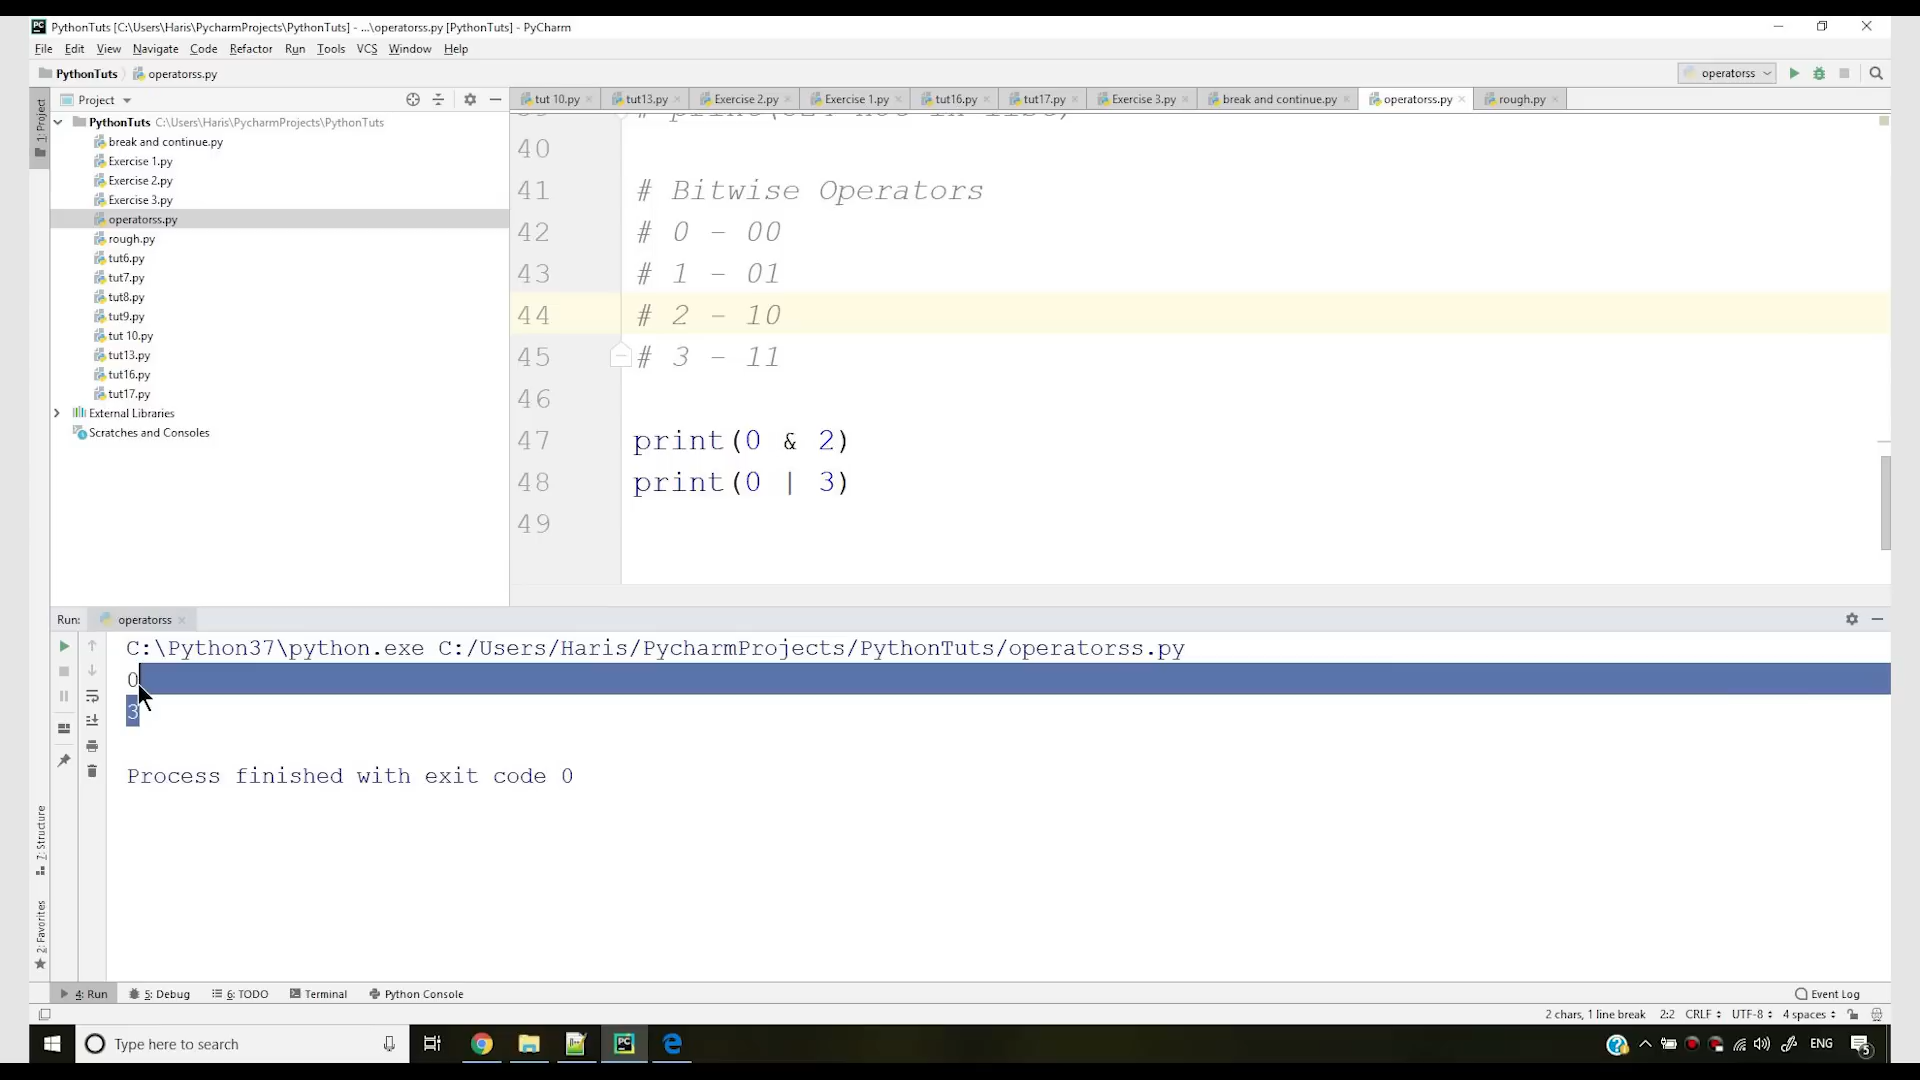 PythonTuts [C:\Users\Haris\PycharmProjects\PythonTuts] - ...\operatorss.py [PythonTuts] - PyCharm
File Edit View Navigate Code Refactor Run Tools VCS Window Help
PythonTuts operatorss.py
operatorss
1: Project
Project
tut 10.py tut13.py Exercise 2.py Exercise 1.py tut16.py tut17.py Exercise 3.py break and continue.py operatorss.py rough.py
PythonTuts C:\Users\Haris\PycharmProjects\PythonTuts
break and continue.py
Exercise 1.py
Exercise 2.py
Exercise 3.py
operatorss.py
rough.py
tut6.py
tut7.py
tut8.py
tut9.py
tut 10.py
tut13.py
tut16.py
tut17.py
External Libraries
Scratches and Consoles
40
41 # Bitwise Operators
42 # 0 - 00
43 # 1 - 01
44 # 2 - 10
45 # 3 - 11
46
47 print(0 & 2)
48 print(0 | 3)
49
Run: operatorss
C:\Python37\python.exe C:/Users/Haris/PycharmProjects/PythonTuts/operatorss.py
0
3
Process finished with exit code 0
7: Structure
2: Favorites
4: Run 5: Debug 6: TODO Terminal Python Console Event Log
2 chars, 1 line break 2:2 CRLF UTF-8 4 spaces
Type here to search
ENG
5